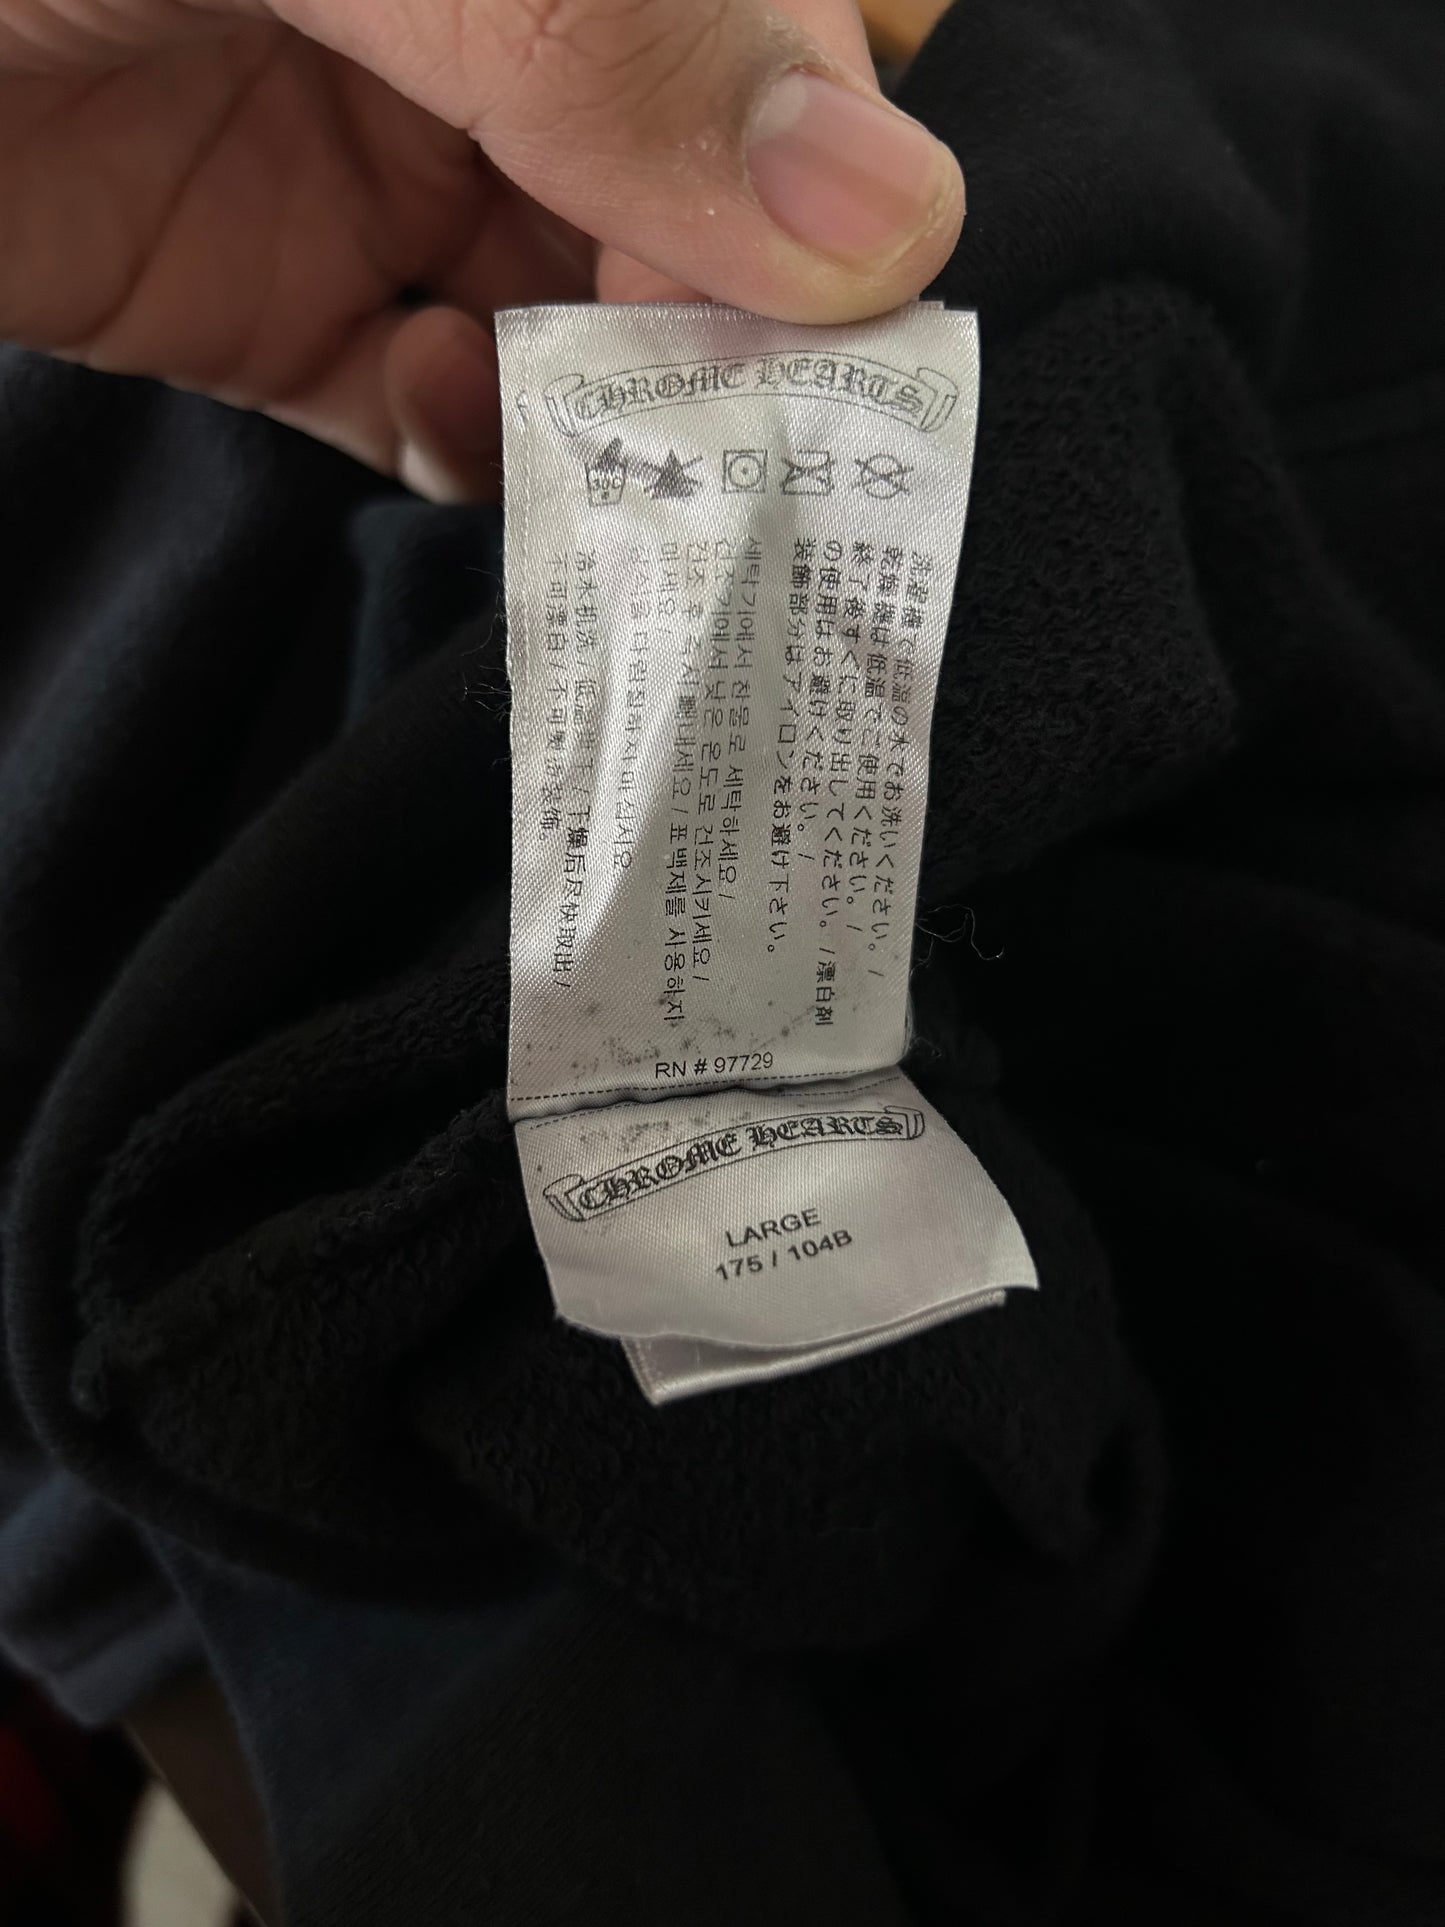 CHROME HEARTS
30C
洗濯機で低温の水でお洗いください。/
乾燥機は低温でご使用ください。/
終了後すぐに取り出してください。/漂白剤
の使用はお避けください。/
装飾部分はアイロンをお避け下さい。
세탁기에서 찬물로 세탁하세요/
건조기에서 낮은 온도로 건조시키세요/
건조 후 즉시 빼내세요/표백제를 사용하지
마세요/
장식을 다림질하지 마십시요
冷水机洗/低温烘干/干燥后尽快取出/
不可漂白/不可熨烫装饰。
RN # 97729
CHROME HEARTS
LARGE
175 / 104B